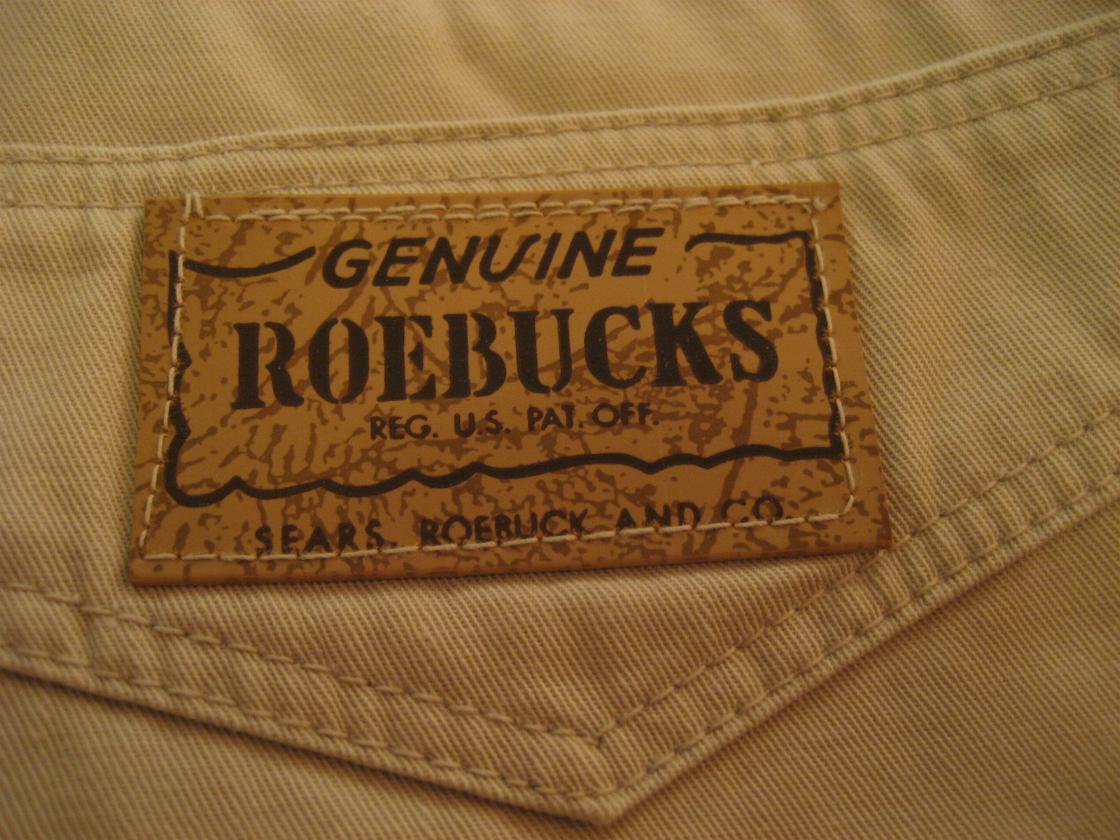 GENUINE
ROEBUCKS
REG. U.S. PAT. OFF.
SEARS, ROEBUCK AND CO.